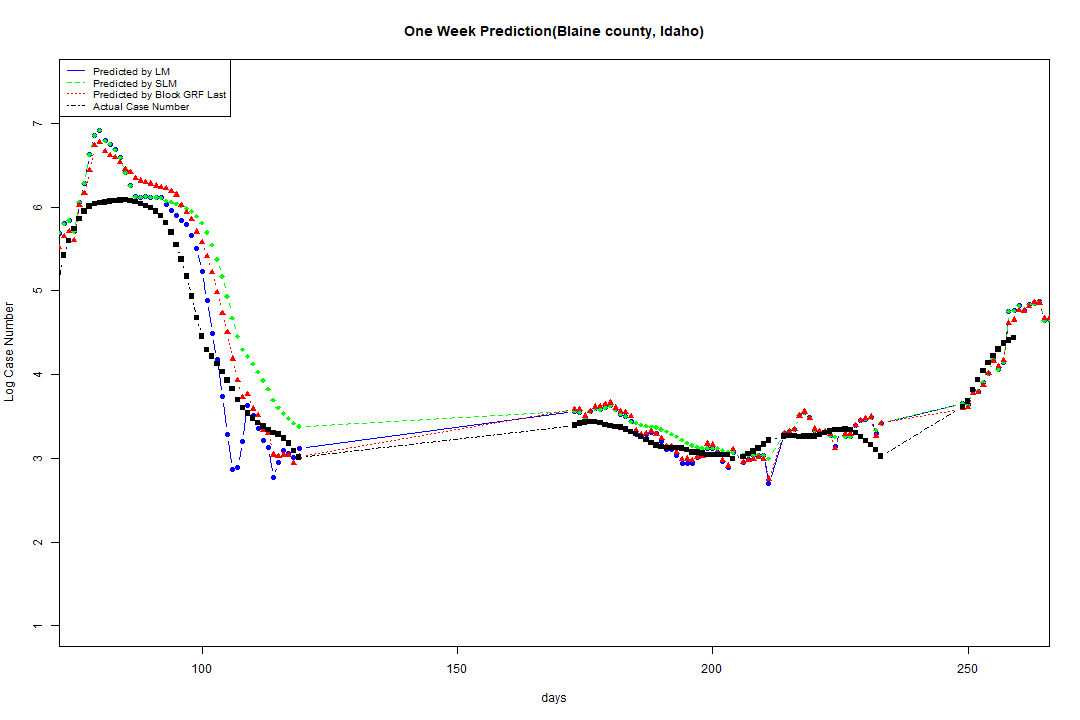 One Week Prediction(Blaine county, Idaho)
Predicted by LM
Predicted by SLM
Predicted by Block GRF Last
Actual Case Number
7
6
5
4
3
2
1
Log Case Number
100 150 200 250
days